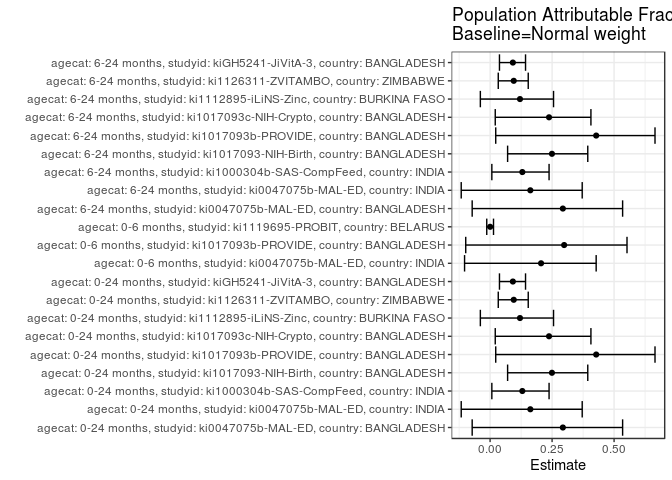 Population Attributable Frac
Baseline=Normal weight
agecat: 6-24 months, studyid: kiGH5241-JiVitA-3, country: BANGLADESH
agecat: 6-24 months, studyid: ki1126311-ZVITAMBO, country: ZIMBABWE
agecat: 6-24 months, studyid: ki1112895-iLiNS-Zinc, country: BURKINA FASO
agecat: 6-24 months, studyid: ki1017093c-NIH-Crypto, country: BANGLADESH
agecat: 6-24 months, studyid: ki1017093b-PROVIDE, country: BANGLADESH
agecat: 6-24 months, studyid: ki1017093-NIH-Birth, country: BANGLADESH
agecat: 6-24 months, studyid: ki1000304b-SAS-CompFeed, country: INDIA
agecat: 6-24 months, studyid: ki0047075b-MAL-ED, country: INDIA
agecat: 6-24 months, studyid: ki0047075b-MAL-ED, country: BANGLADESH
agecat: 0-6 months, studyid: ki1119695-PROBIT, country: BELARUS
agecat: 0-6 months, studyid: ki1017093b-PROVIDE, country: BANGLADESH
agecat: 0-6 months, studyid: ki0047075b-MAL-ED, country: INDIA
agecat: 0-24 months, studyid: kiGH5241-JiVitA-3, country: BANGLADESH
agecat: 0-24 months, studyid: ki1126311-ZVITAMBO, country: ZIMBABWE
agecat: 0-24 months, studyid: ki1112895-iLiNS-Zinc, country: BURKINA FASO
agecat: 0-24 months, studyid: ki1017093c-NIH-Crypto, country: BANGLADESH
agecat: 0-24 months, studyid: ki1017093b-PROVIDE, country: BANGLADESH
agecat: 0-24 months, studyid: ki1017093-NIH-Birth, country: BANGLADESH
agecat: 0-24 months, studyid: ki1000304b-SAS-CompFeed, country: INDIA
agecat: 0-24 months, studyid: ki0047075b-MAL-ED, country: INDIA
agecat: 0-24 months, studyid: ki0047075b-MAL-ED, country: BANGLADESH
0.00 0.25 0.50
Estimate